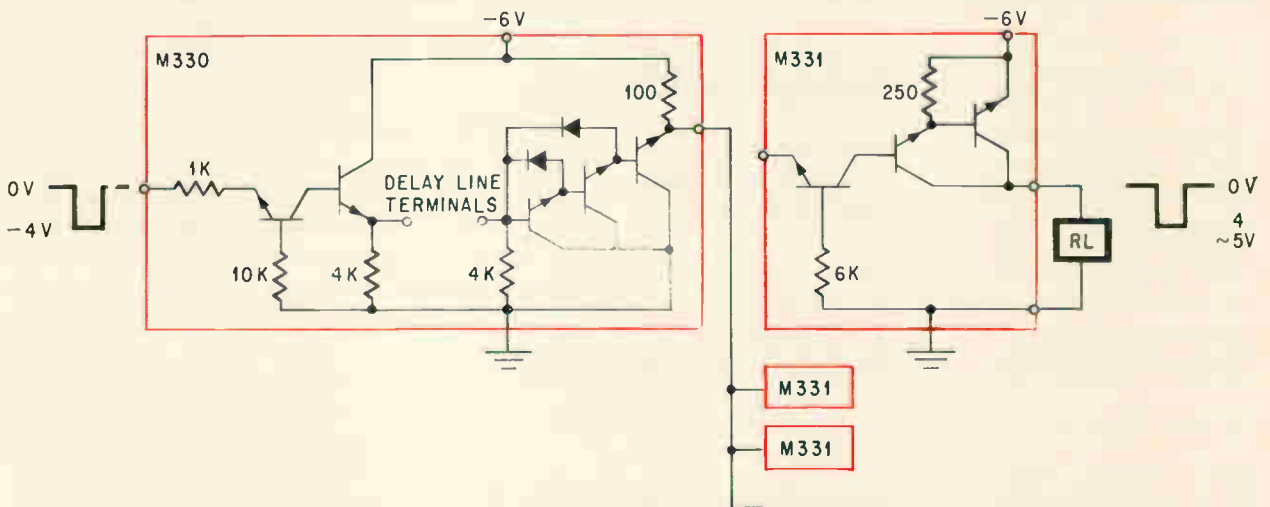 -6V
-6V
M330
M331
100
250
1K
0V
-4V
DELAY LINE
TERMINALS
0V
4
~5V
RL
10K
4K
4K
6K
M331
M331